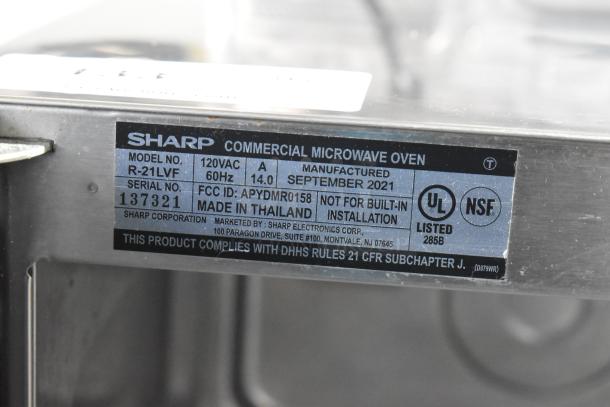 SHARP COMMERCIAL MICROWAVE OVEN
T
MODEL NO.
R-21LVF
120VAC
60Hz
A
14.0
MANUFACTURED
SEPTEMBER 2021
SERIAL NO.
137321
FCC ID: APYDMR0158
MADE IN THAILAND
NOT FOR BUILT-IN
INSTALLATION
UL
LISTED
285B
NSF
SHARP CORPORATION
MARKETED BY: SHARP ELECTRONICS CORP.
100 PARAGON DRIVE, SUITE #100, MONTVALE, NJ 07645
THIS PRODUCT COMPLIES WITH DHHS RULES 21 CFR SUBCHAPTER J.
(D079WR)